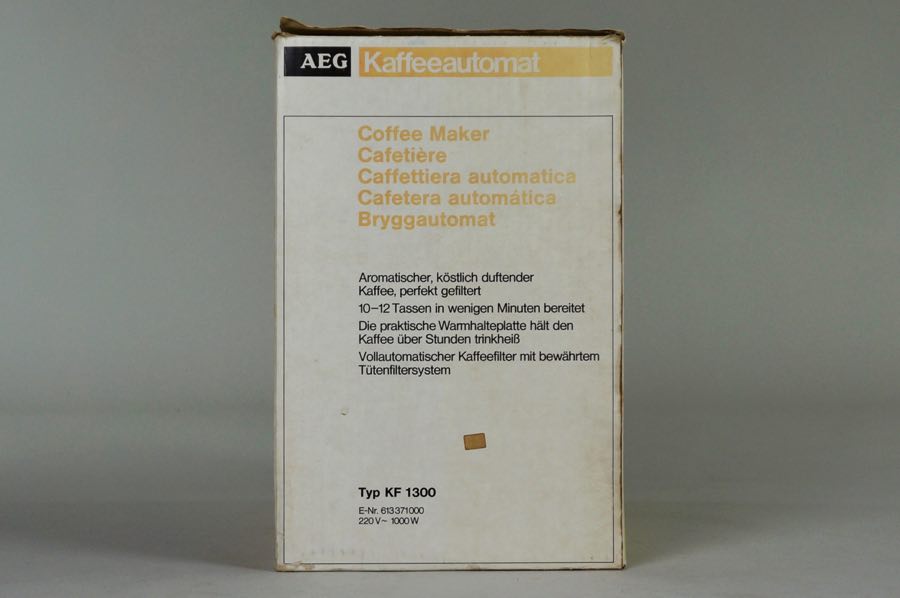 AEG Kaffeeautomat
Coffee Maker
Cafetière
Caffettiera automatica
Cafetera automática
Bryggautomat
Aromatischer, köstlich duftender
Kaffee, perfekt gefiltert
10–12 Tassen in wenigen Minuten bereitet
Die praktische Warmhalteplatte hält den
Kaffee über Stunden trinkheiß
Vollautomatischer Kaffeefilter mit bewährtem
Tütenfiltersystem
Typ KF 1300
E-Nr. 613371000
220 V~ 1000 W